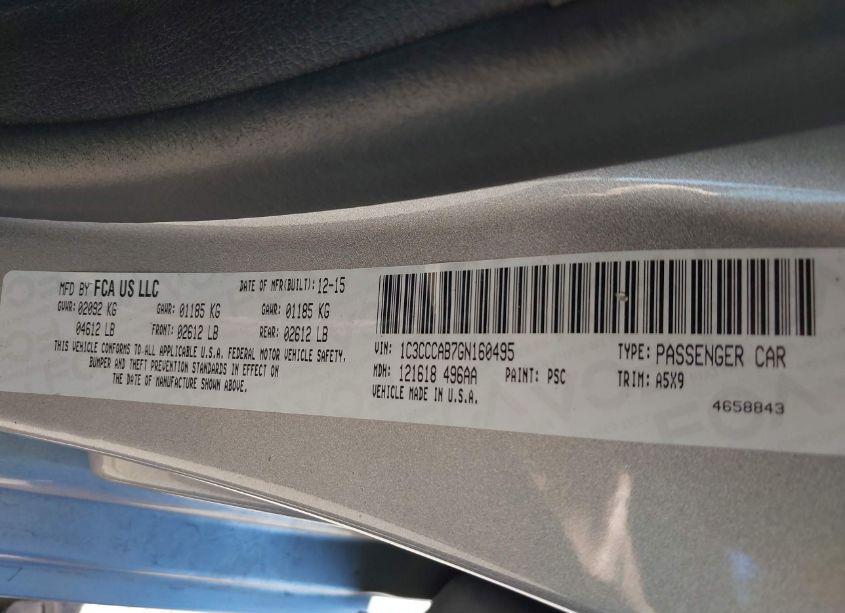 MFD BY FCA US LLC DATE OF MFR(BUILT): 12-15
GVWR: 02092 KG GAWR: 01185 KG GAWR: 01185 KG
04612 LB FRONT: 02612 LB REAR: 02612 LB
THIS VEHICLE CONFORMS TO ALL APPLICABLE U.S.A. FEDERAL MOTOR VEHICLE SAFETY,
BUMPER AND THEFT PREVENTION STANDARDS IN EFFECT ON
THE DATE OF MANUFACTURE SHOWN ABOVE.
VIN: 1C3CCCAB7GN160495 TYPE: PASSENGER CAR
MDH: 121618 496AA PAINT: PSC TRIM: A5X9
VEHICLE MADE IN U.S.A.
4658843